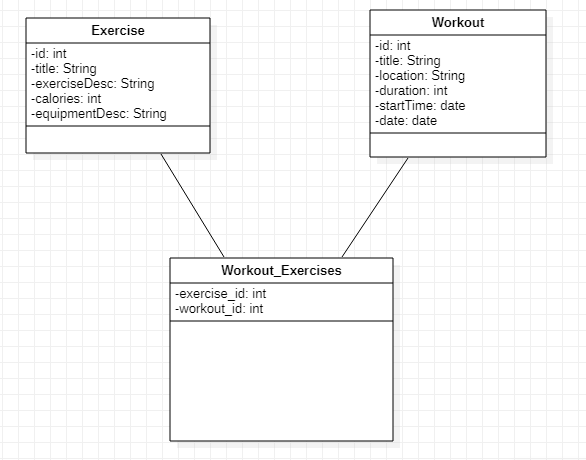 Exercise
-id: int
-title: String
-exerciseDesc: String
-calories: int
-equipmentDesc: String
Workout
-id: int
-title: String
-location: String
-duration: int
-startTime: date
-date: date
Workout_Exercises
-exercise_id: int
-workout_id: int